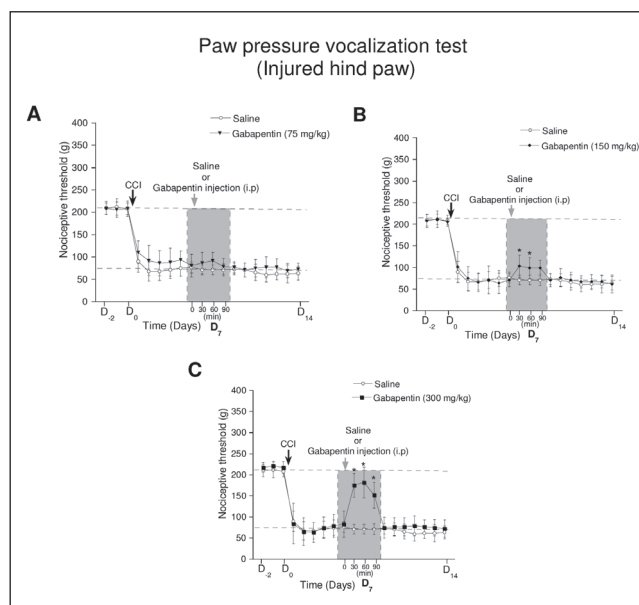 Paw pressure vocalization test
(Injured hind paw)
A
Saline
Gabapentin (75 mg/kg)
Nociceptive threshold (g)
400
350
300
250
200
150
100
50
0
CCI
Saline
or
Gabapentin injection (i.p)
0 30 60 90
(min)
D-2 D0 D7 D14
Time (Days)
B
Saline
Gabapentin (150 mg/kg)
Nociceptive threshold (g)
400
350
300
250
200
150
100
50
0
CCI
Saline
or
Gabapentin injection (i.p)
* *
0 30 60 90
(min)
D-2 D0 D7 D14
Time (Days)
C
Saline
Gabapentin (300 mg/kg)
Nociceptive threshold (g)
400
350
300
250
200
150
100
50
0
CCI
Saline
or
Gabapentin injection (i.p)
* * *
0 30 60 90
(min)
D-2 D0 D7 D14
Time (Days)